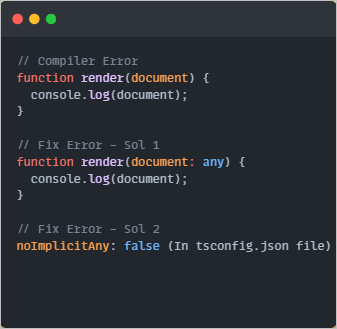 // Compiler Error
function render(document) {
  console.log(document);
}
// Fix Error - Sol 1
function render(document: any) {
  console.log(document);
}
// Fix Error - Sol 2
noImplicitAny: false (In tsconfig.json file)